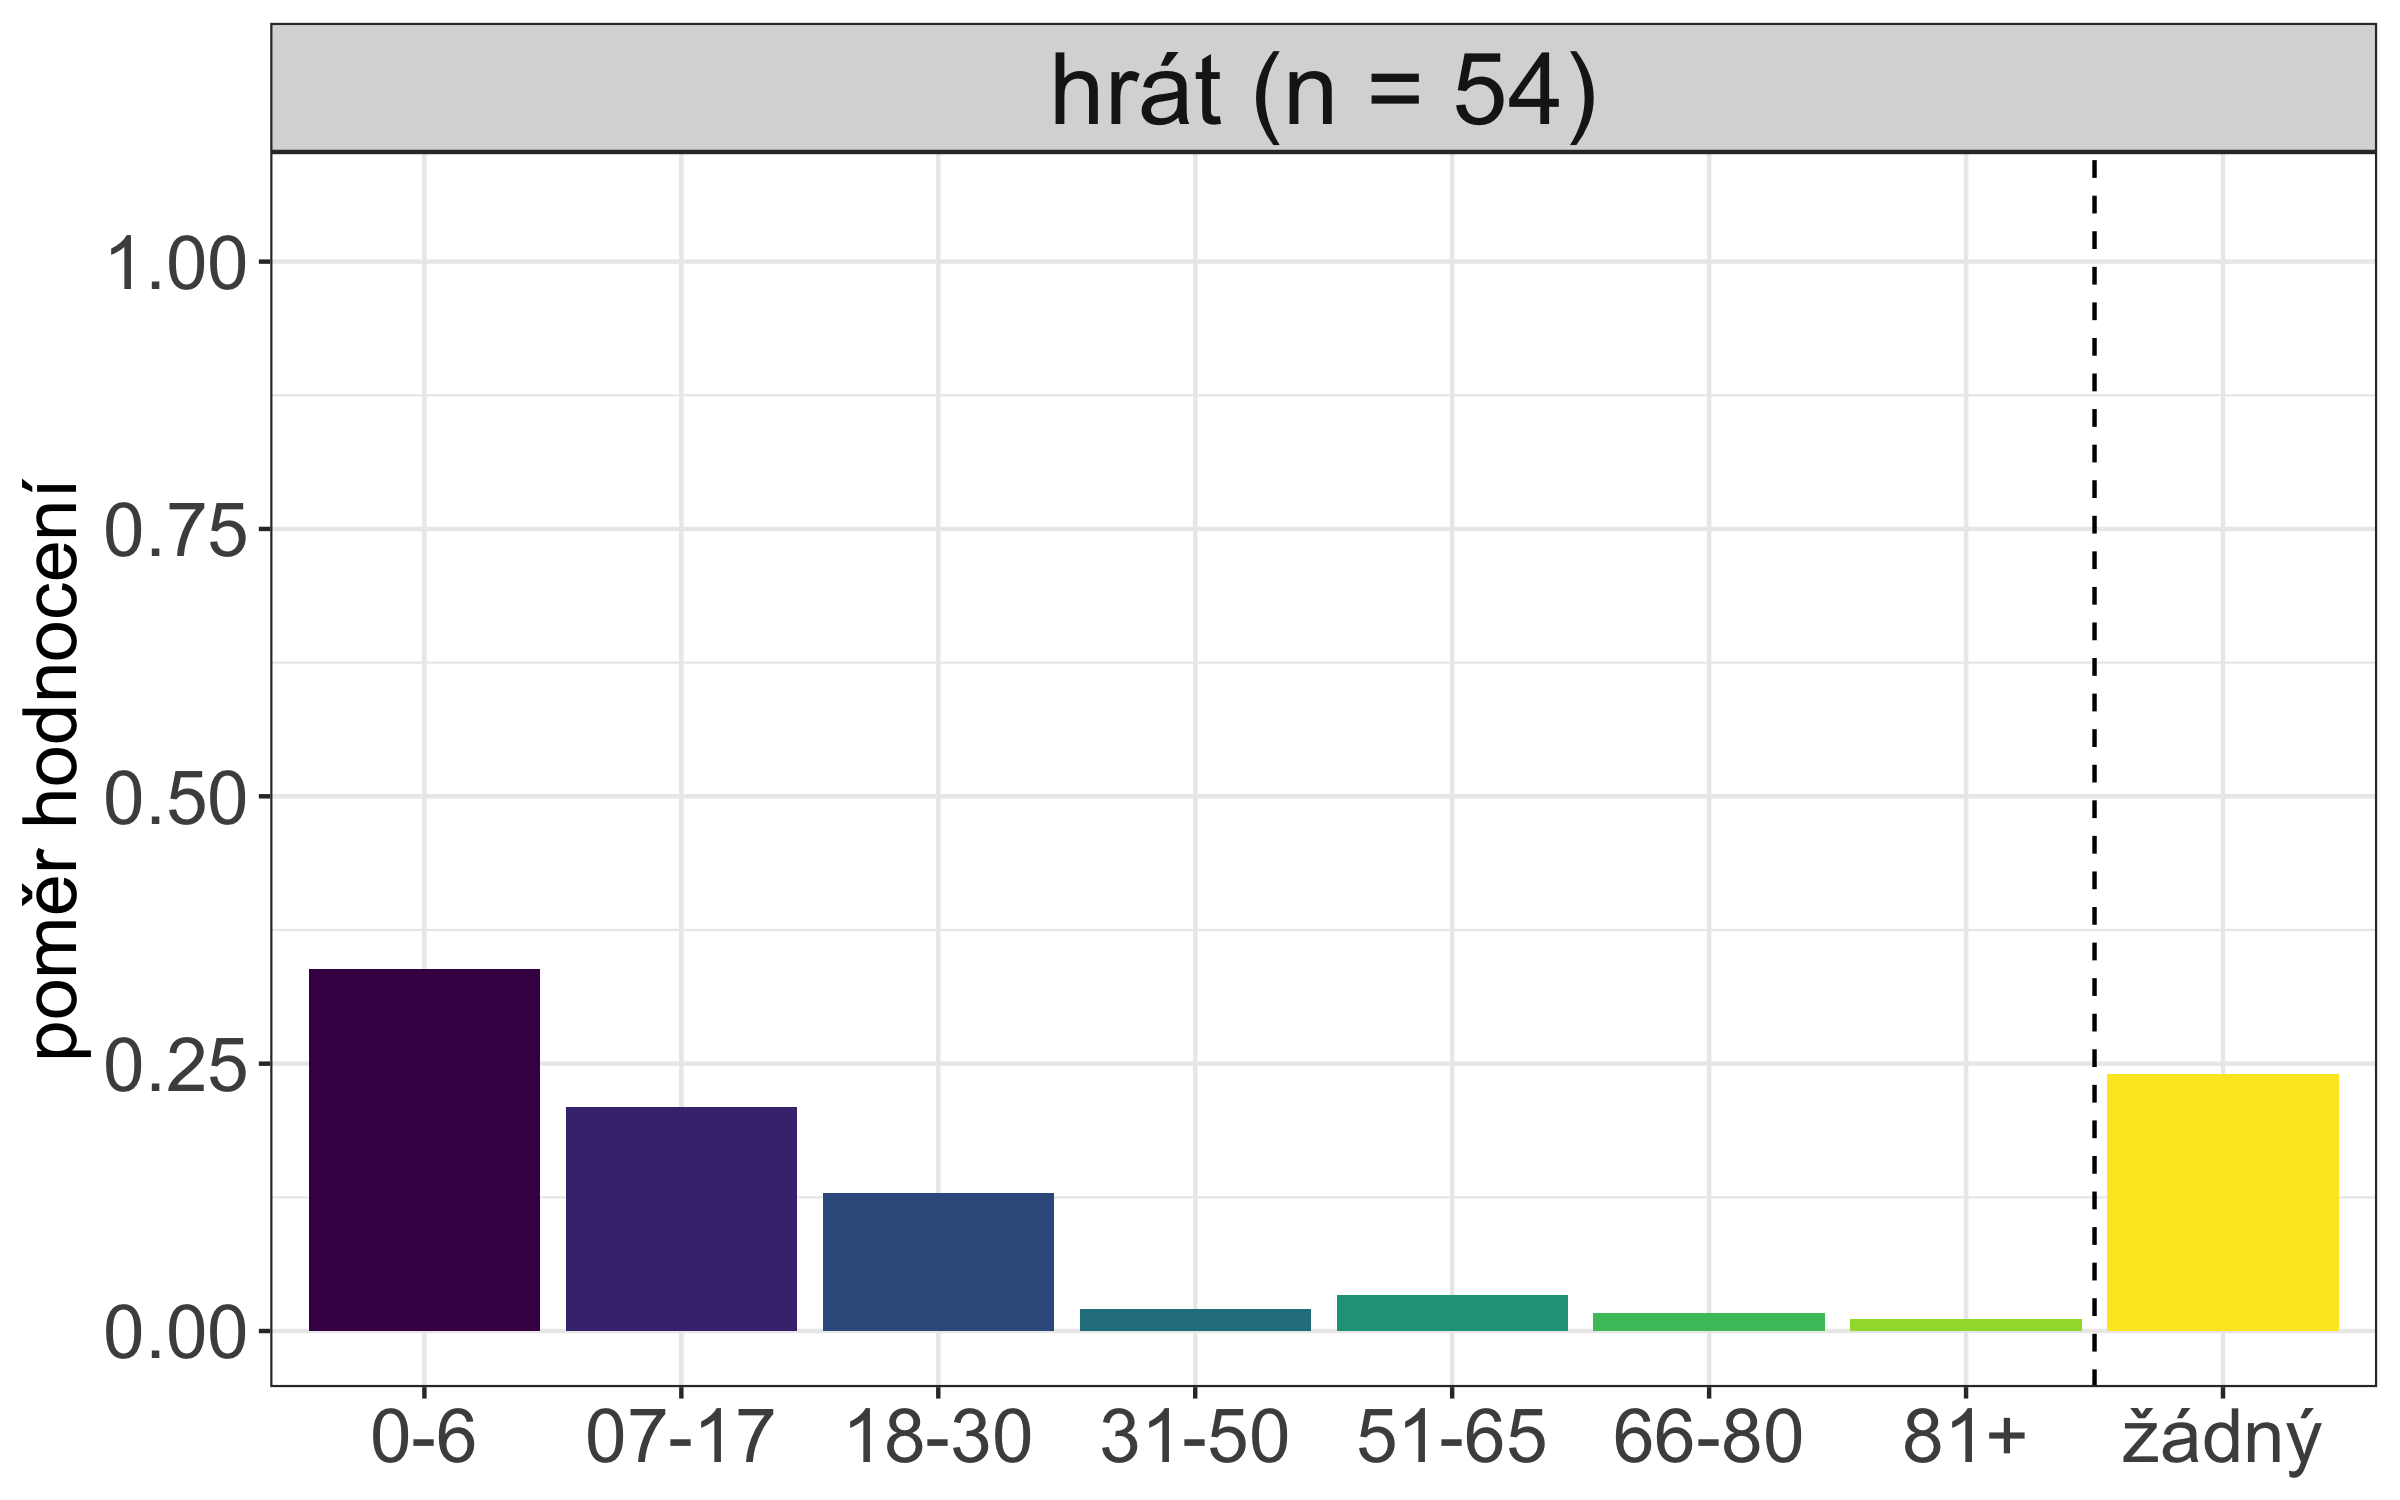 hrát (n = 54)
poměr hodnocení
1.00
0.75
0.50
0.25
0.00
0-6 07-17 18-30 31-50 51-65 66-80 81+ žádný